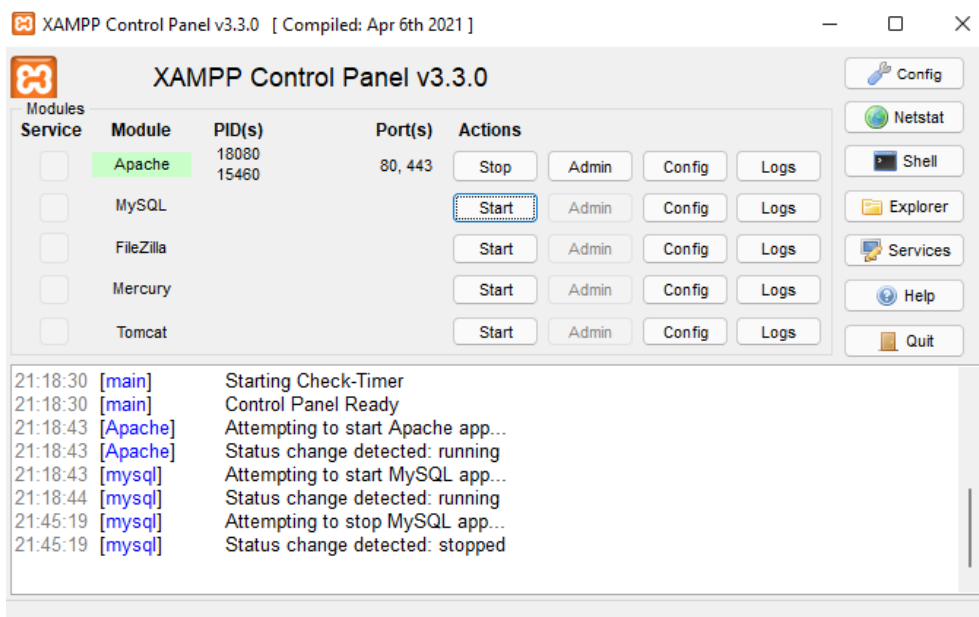 XAMPP Control Panel v3.3.0 [ Compiled: Apr 6th 2021 ]
XAMPP Control Panel v3.3.0
Config
Modules
Service Module PID(s) Port(s) Actions
Netstat
Apache 18080 15460 80, 443 Stop Admin Config Logs
Shell
MySQL Start Admin Config Logs
Explorer
FileZilla Start Admin Config Logs
Services
Mercury Start Admin Config Logs
Help
Tomcat Start Admin Config Logs
Quit
21:18:30 [main] Starting Check-Timer
21:18:30 [main] Control Panel Ready
21:18:43 [Apache] Attempting to start Apache app...
21:18:43 [Apache] Status change detected: running
21:18:43 [mysql] Attempting to start MySQL app...
21:18:44 [mysql] Status change detected: running
21:45:19 [mysql] Attempting to stop MySQL app...
21:45:19 [mysql] Status change detected: stopped